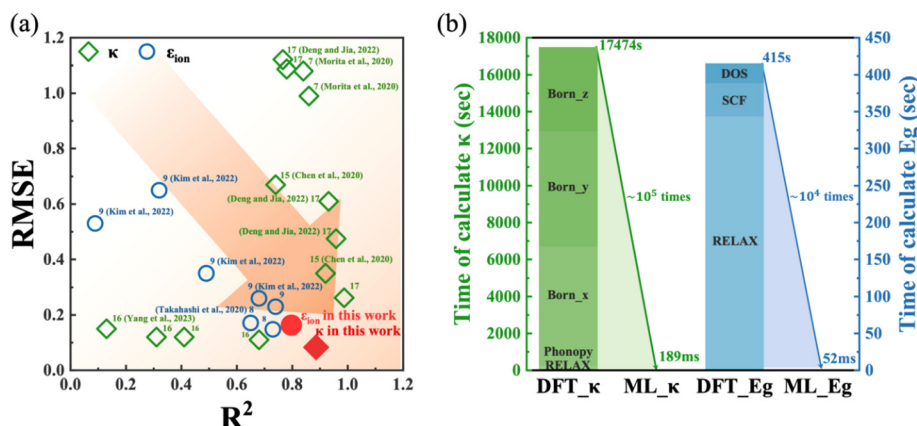 (a)
κ
ε_ion
17 (Deng and Jia, 2022)
17
7 (Morita et al., 2020)
7 (Morita et al., 2020)
15 (Chen et al., 2020)
9 (Kim et al., 2022)
(Deng and Jia, 2022) 17
9 (Kim et al., 2022)
(Deng and Jia, 2022) 17
9 (Kim et al., 2022)
15 (Chen et al., 2020)
9 (Kim et al., 2022)
17
9
(Takahashi et al., 2020) 8
8
16 (Yang et al., 2023)
16
16
16
ε_ion in this work
κ in this work
RMSE
1.2
1.0
0.8
0.6
0.4
0.2
0.0
0.0 0.2 0.4 0.6 0.8 1.0 1.2
R²
(b)
Time of calculate κ (sec)
18000
16000
14000
12000
10000
8000
6000
4000
2000
0
17474s
Born_z
Born_y
Born_x
Phonopy
RELAX
~10⁵ times
189ms
415s
DOS
SCF
RELAX
~10⁴ times
52ms
DFT_κ ML_κ DFT_Eg ML_Eg
450
400
350
300
250
200
150
100
50
0
Time of calculate Eg (sec)